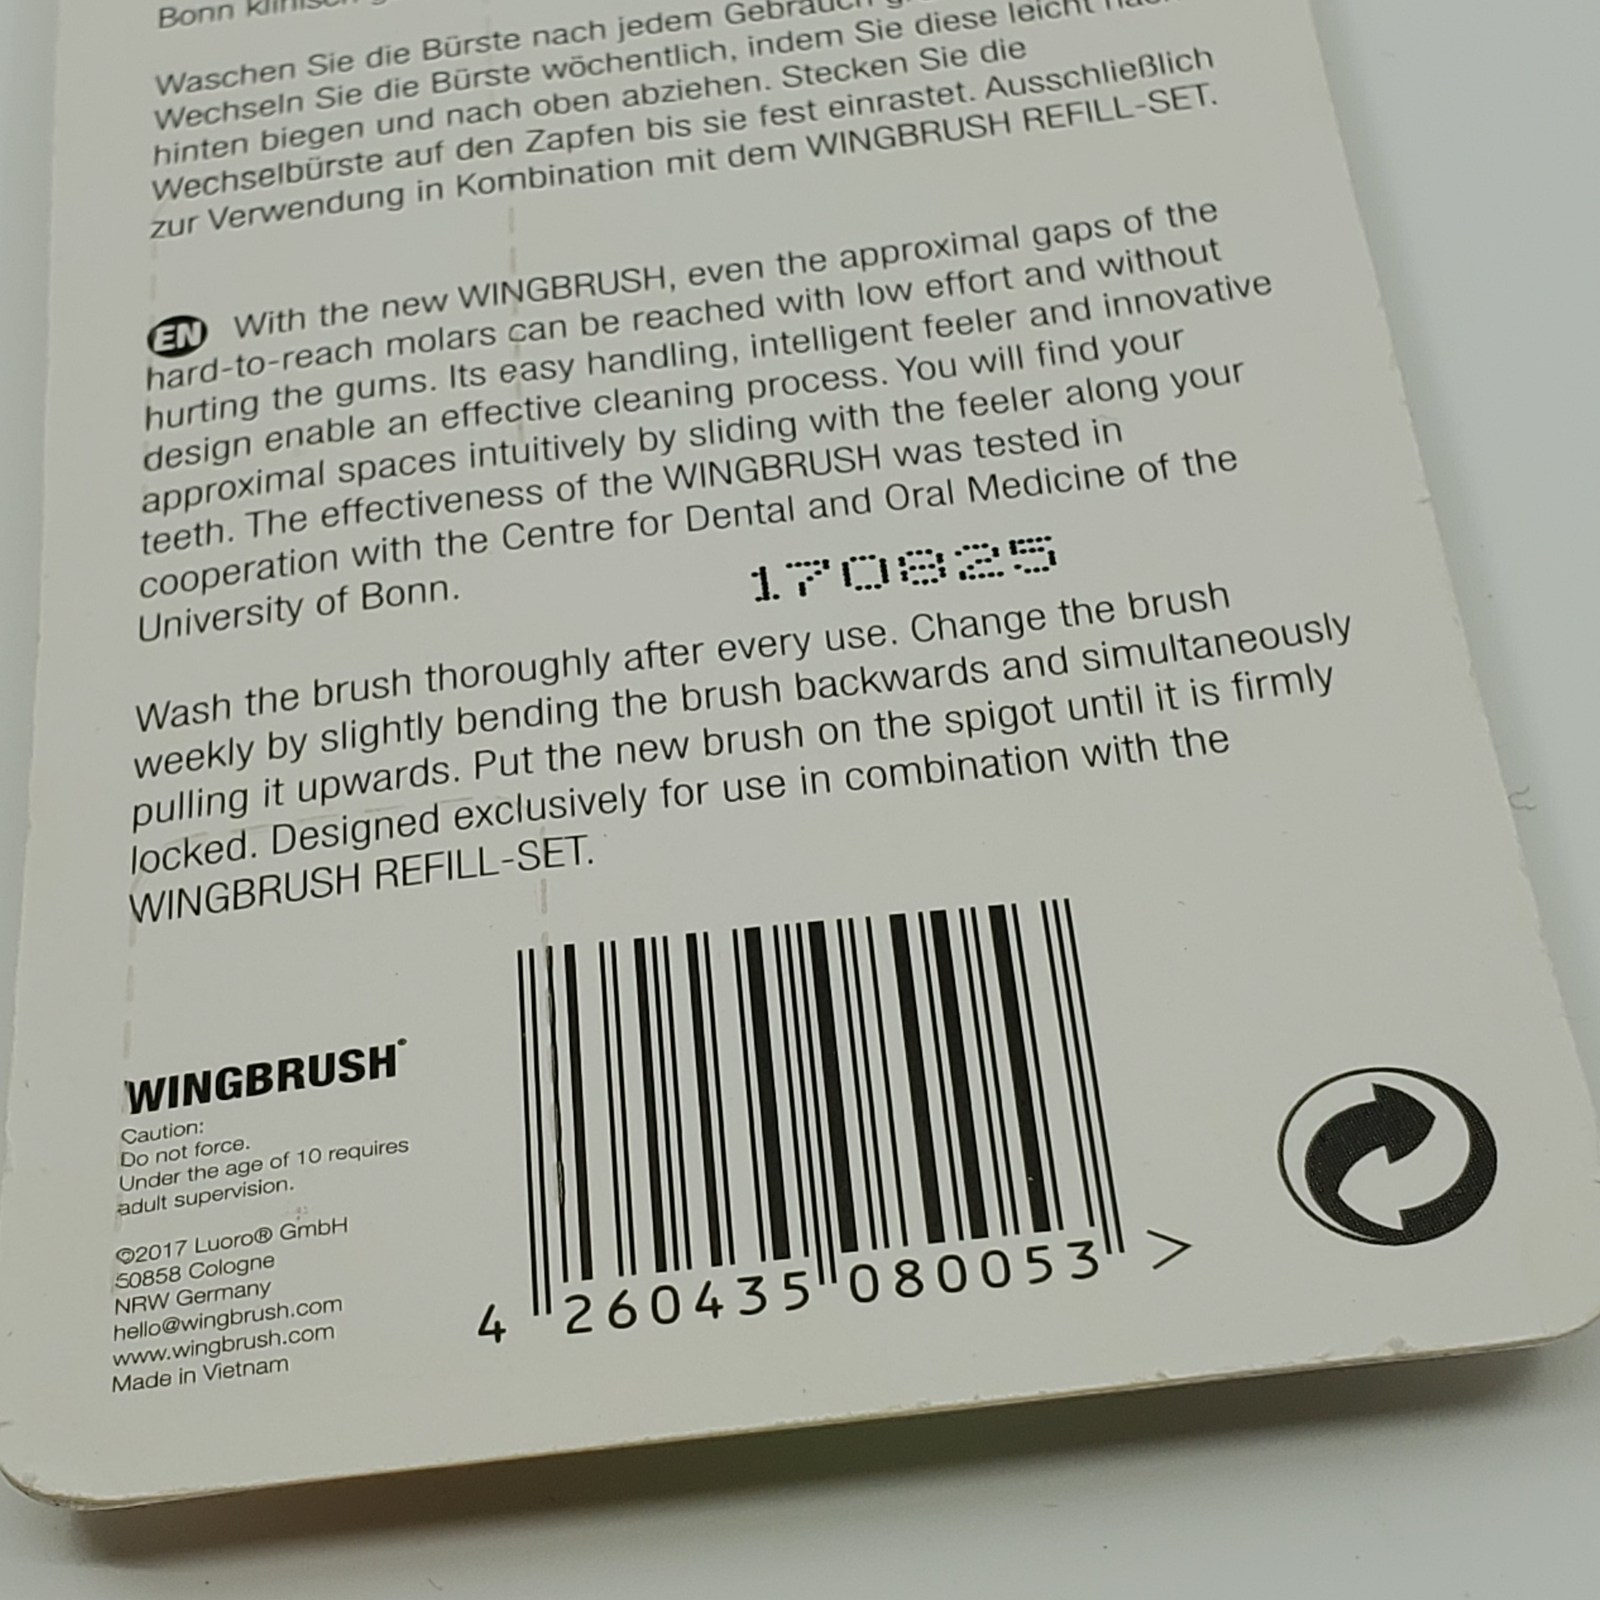 Bonn
Waschen Sie die Bürste nach jedem Gebrauch
Wechseln Sie die Bürste wöchentlich, indem Sie diese leicht
hinten biegen und nach oben abziehen. Stecken Sie die
Wechselbürste auf den Zapfen bis sie fest einrastet. Ausschließlich
zur Verwendung in Kombination mit dem WINGBRUSH REFILL-SET.
EN With the new WINGBRUSH, even the approximal gaps of the
hard-to-reach molars can be reached with low effort and without
hurting the gums. Its easy handling, intelligent feeler and innovative
design enable an effective cleaning process. You will find your
approximal spaces intuitively by sliding with the feeler along your
teeth. The effectiveness of the WINGBRUSH was tested in
cooperation with the Centre for Dental and Oral Medicine of the
University of Bonn.
170825
Wash the brush thoroughly after every use. Change the brush
weekly by slightly bending the brush backwards and simultaneously
pulling it upwards. Put the new brush on the spigot until it is firmly
locked. Designed exclusively for use in combination with the
WINGBRUSH REFILL-SET.
WINGBRUSH
Caution:
Do not force.
Under the age of 10 requires
adult supervision.
©2017 Luoro® GmbH
50858 Cologne
NRW Germany
hello@wingbrush.com
www.wingbrush.com
Made in Vietnam
4 260435 080053 >